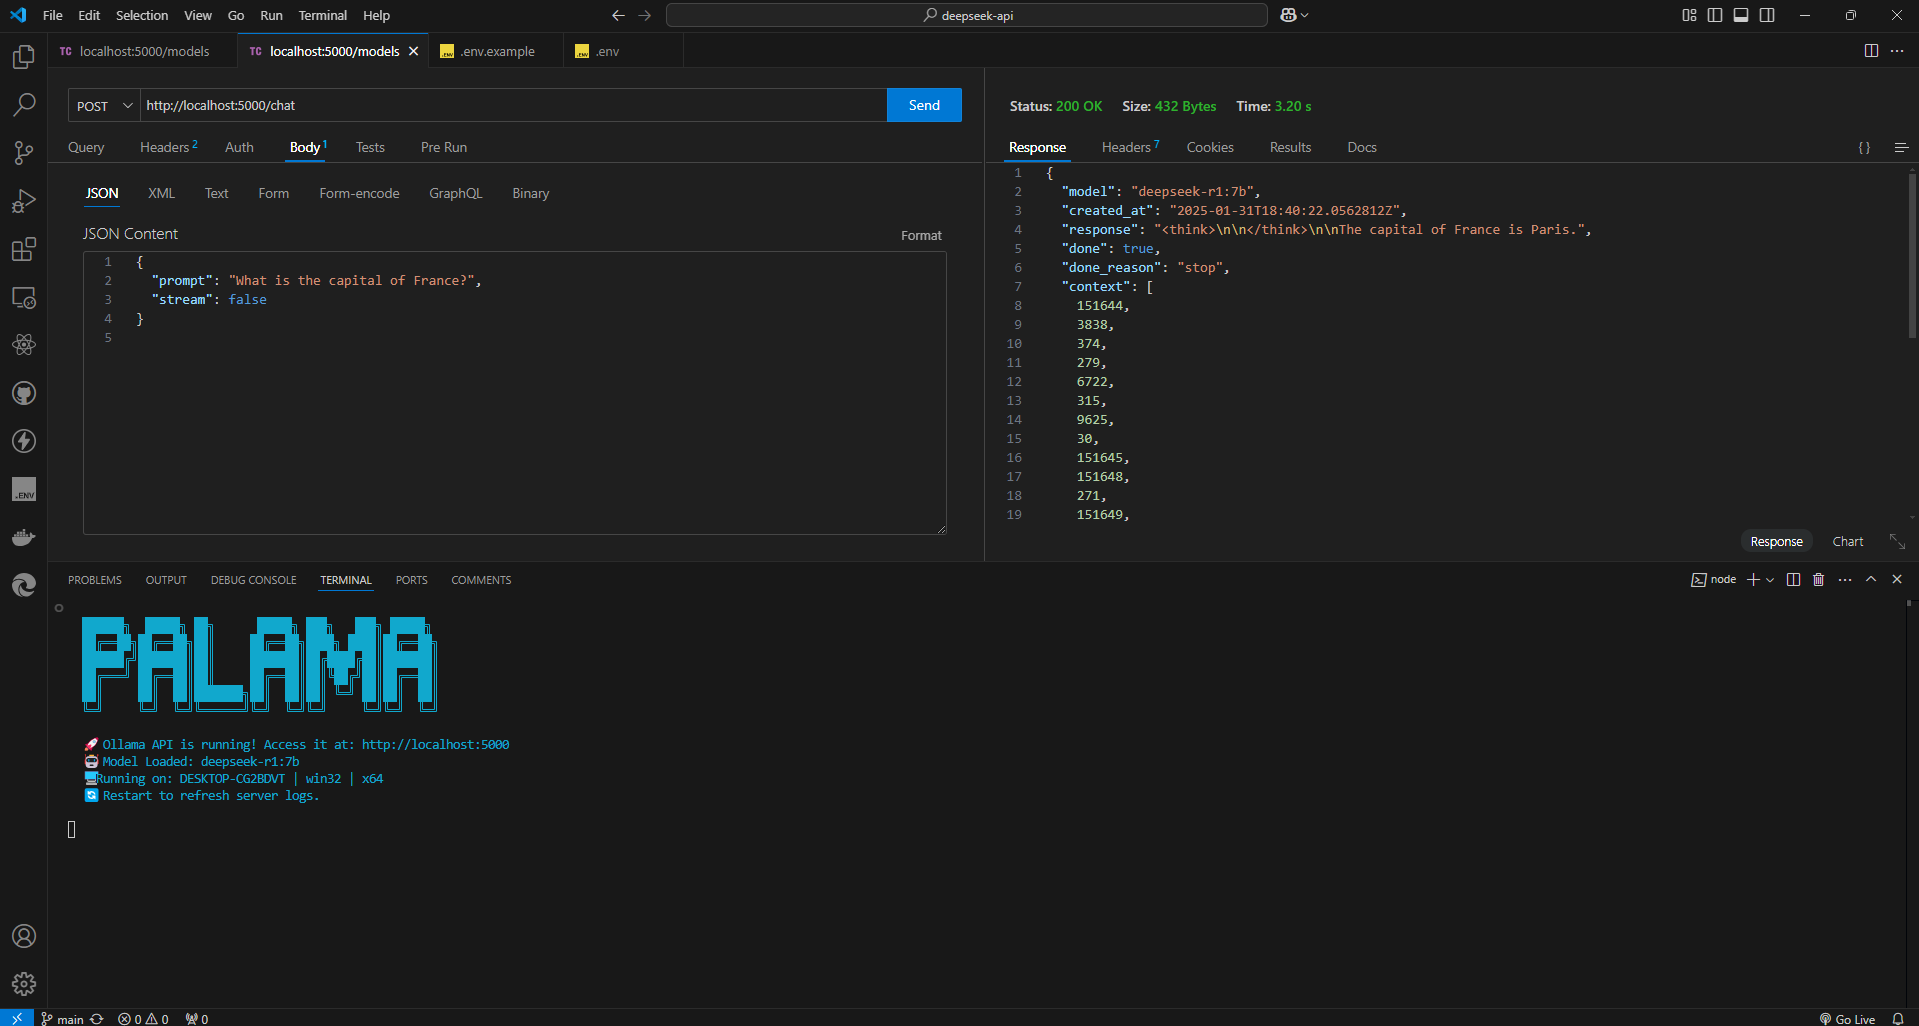 File Edit Selection View Go Run Terminal Help
deepseek-api
TC localhost:5000/models
TC localhost:5000/models
.ENV .env.example
.ENV .env
POST http://localhost:5000/chat Send
Query Headers 2 Auth Body 1 Tests Pre Run
JSON XML Text Form Form-encode GraphQL Binary
JSON Content
Format
1 {
2 "prompt": "What is the capital of France?",
3 "stream": false
4 }
5
Status: 200 OK Size: 432 Bytes Time: 3.20 s
Response Headers 7 Cookies Results Docs { }
1 {
2 "model": "deepseek-r1:7b",
3 "created_at": "2025-01-31T18:40:22.0562812Z",
4 "response": "<think>\n\n</think>\n\nThe capital of France is Paris.",
5 "done": true,
6 "done_reason": "stop",
7 "context": [
8 151644,
9 3838,
10 374,
11 279,
12 6722,
13 315,
14 9625,
15 30,
16 151645,
17 151648,
18 271,
19 151649,
Response Chart
.ENV
PROBLEMS OUTPUT DEBUG CONSOLE TERMINAL PORTS COMMENTS
node
PALAMA
🚀 Ollama API is running! Access it at: http://localhost:5000
🤖 Model Loaded: deepseek-r1:7b
💻 Running on: DESKTOP-CG2BDVT | win32 | x64
🔄 Restart to refresh server logs.
main 0 0 0
Go Live